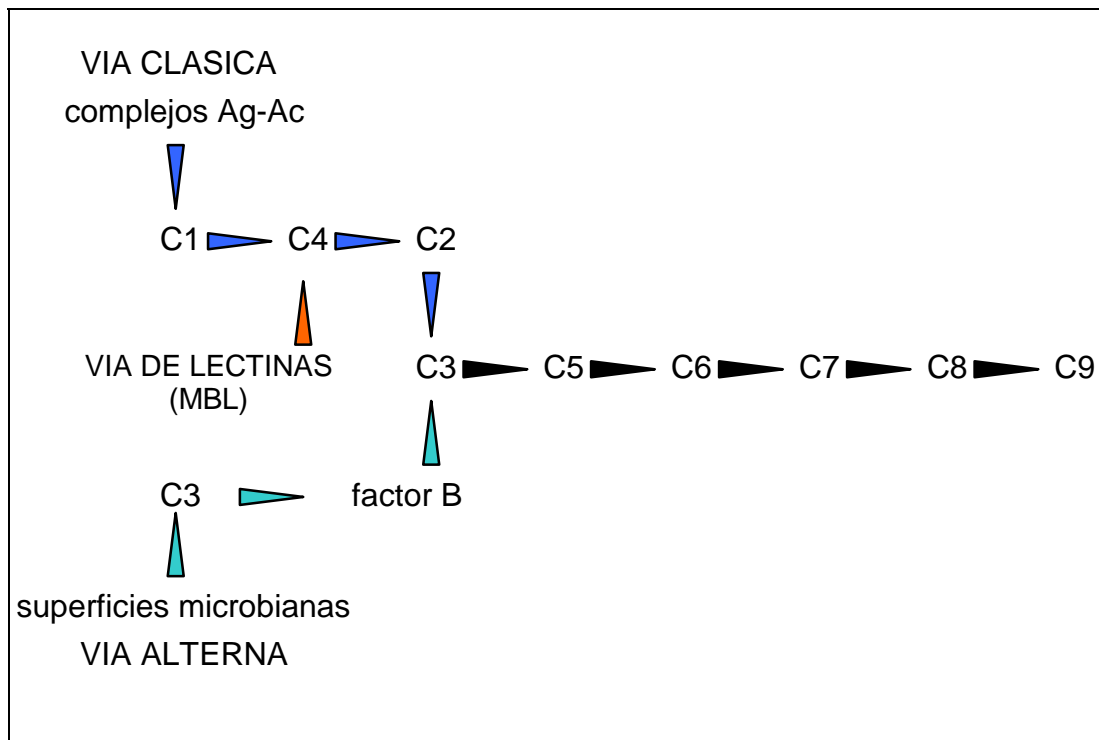 VIA CLASICA
complejos Ag-Ac
C1 C4 C2
VIA DE LECTINAS
(MBL)
C3 C5 C6 C7 C8 C9
C3 factor B
superficies microbianas
VIA ALTERNA